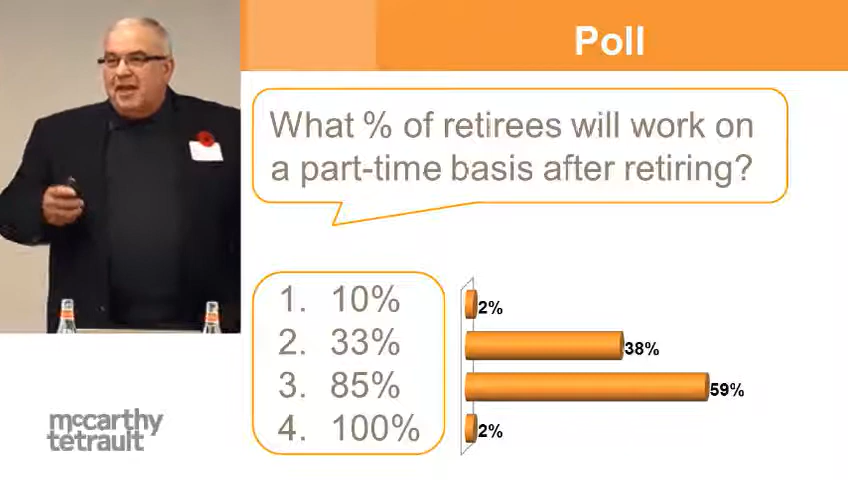 Poll
What % of retirees will work on
a part-time basis after retiring?
1. 10%
2. 33%
3. 85%
4. 100%
2%
38%
59%
2%
mccarthy
tetrault